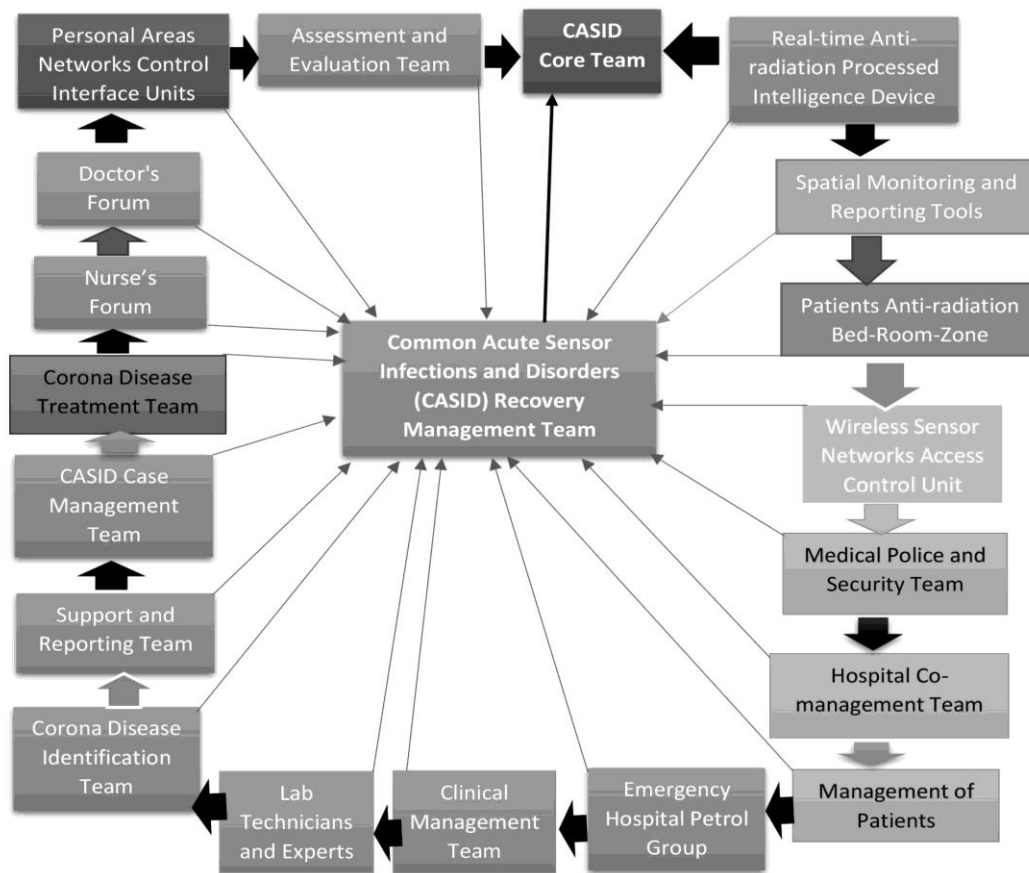 Personal Areas
Networks Control
Interface Units
Assessment and
Evaluation Team
CASID
Core Team
Real-time Anti-
radiation Processed
Intelligence Device
Doctor's
Forum
Spatial Monitoring and
Reporting Tools
Nurse’s
Forum
Patients Anti-radiation
Bed-Room-Zone
Common Acute Sensor
Infections and Disorders
(CASID) Recovery
Management Team
Corona Disease
Treatment Team
Wireless Sensor
Networks Access
Control Unit
CASID Case
Management
Team
Medical Police and
Security Team
Support and
Reporting Team
Hospital Co-
management Team
Corona Disease
Identification
Team
Lab
Technicians
and Experts
Clinical
Management
Team
Emergency
Hospital Petrol
Group
Management of
Patients